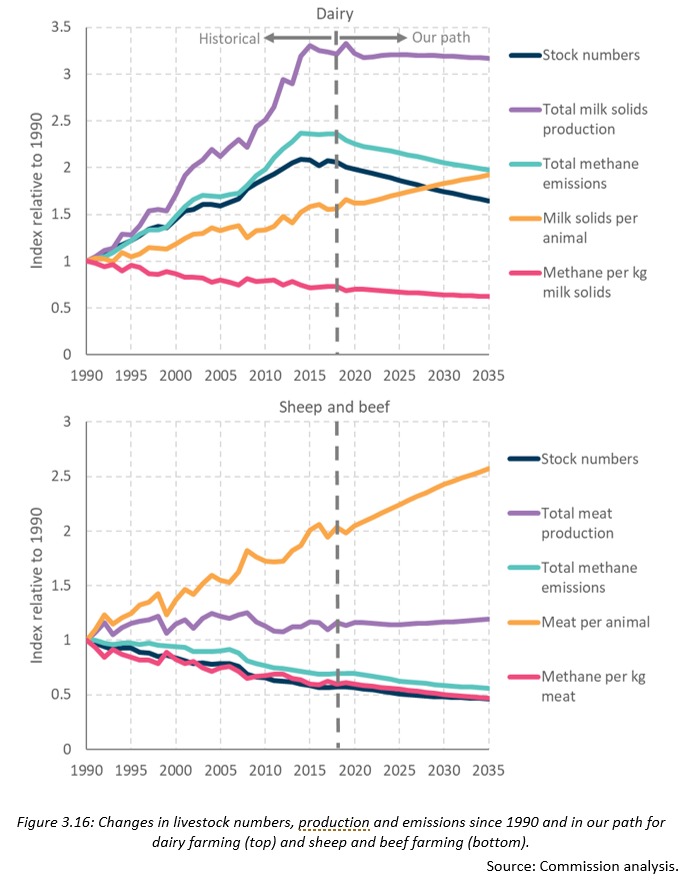 Dairy
3.5
Historical
Our path
3
2.5
2
1.5
1
0.5
0
Index relative to 1990
1990 1995 2000 2005 2010 2015 2020 2025 2030 2035
Stock numbers
Total milk solids
production
Total methane
emissions
Milk solids per
animal
Methane per kg
milk solids
Sheep and beef
3
2.5
2
1.5
1
0.5
0
Index relative to 1990
1990 1995 2000 2005 2010 2015 2020 2025 2030 2035
Stock numbers
Total meat
production
Total methane
emissions
Meat per animal
Methane per kg
meat
Figure 3.16: Changes in livestock numbers, production and emissions since 1990 and in our path for
dairy farming (top) and sheep and beef farming (bottom).
Source: Commission analysis.